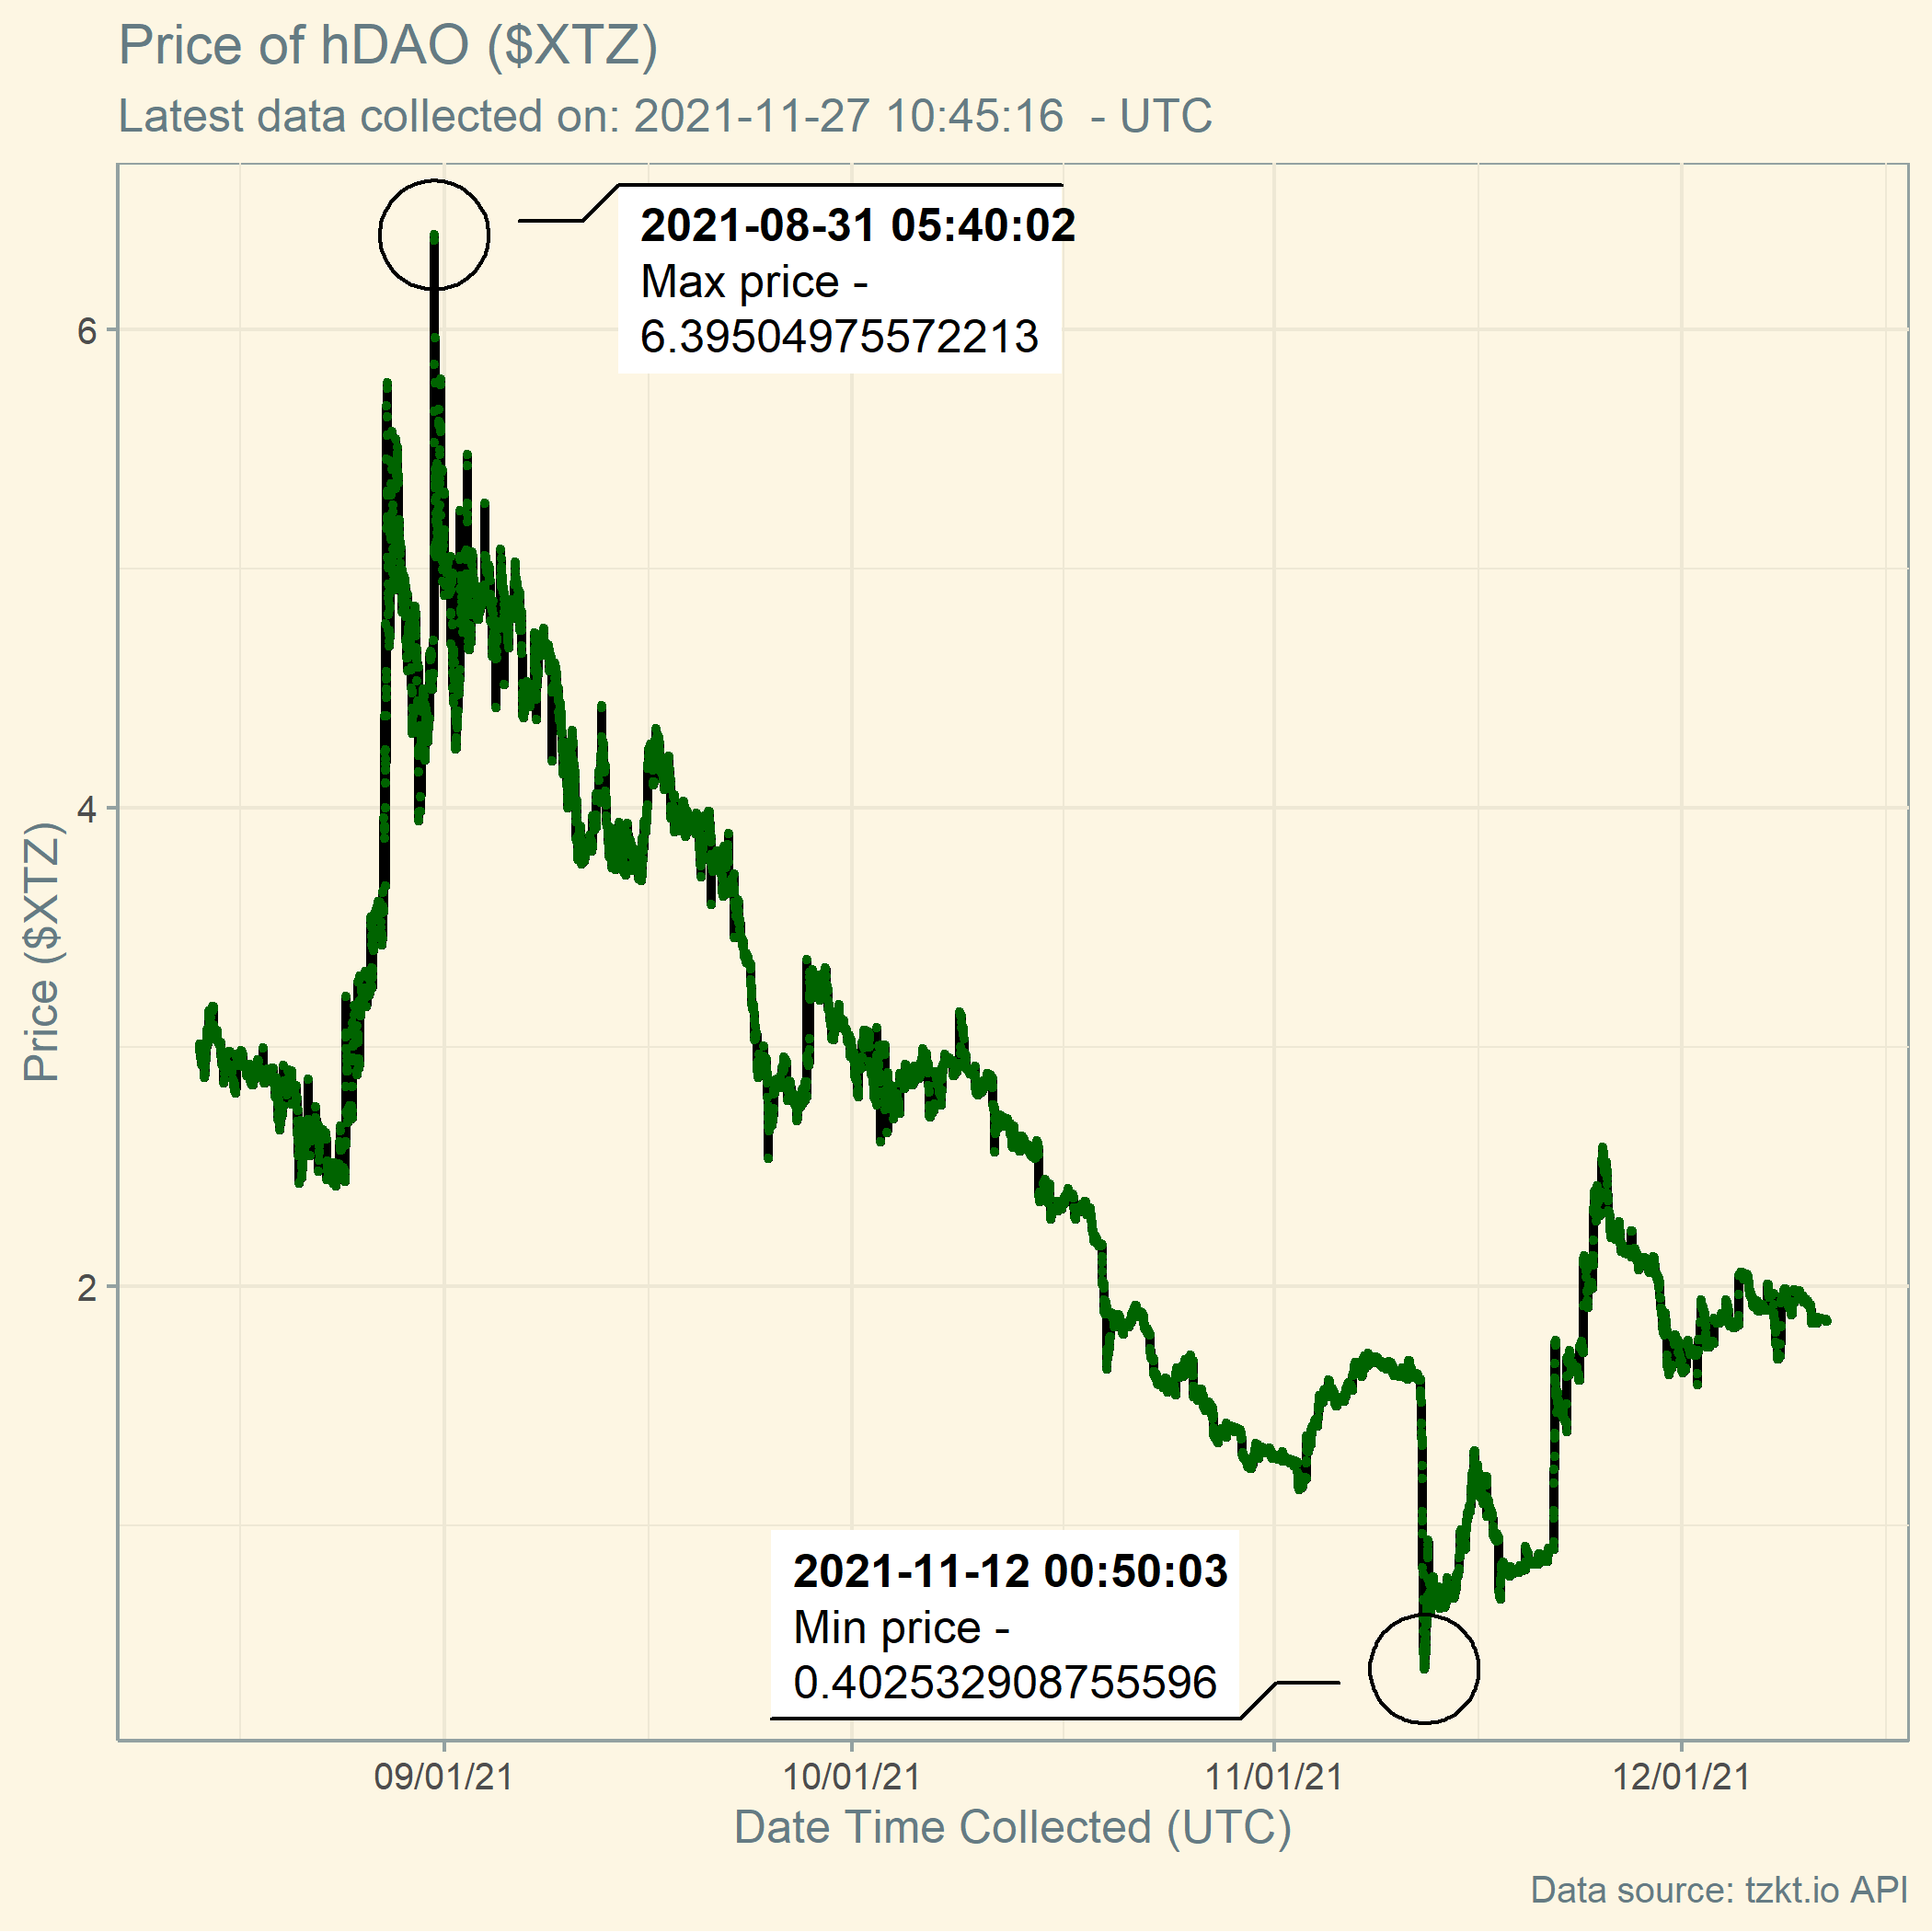 Price of hDAO ($XTZ)
Latest data collected on: 2021-11-27 10:45:16  - UTC
2021-08-31 05:40:02
Max price -
6.39504975572213
6
4
2
Price ($XTZ)
2021-11-12 00:50:03
Min price -
0.402532908755596
09/01/21
10/01/21
11/01/21
12/01/21
Date Time Collected (UTC)
Data source: tzkt.io API